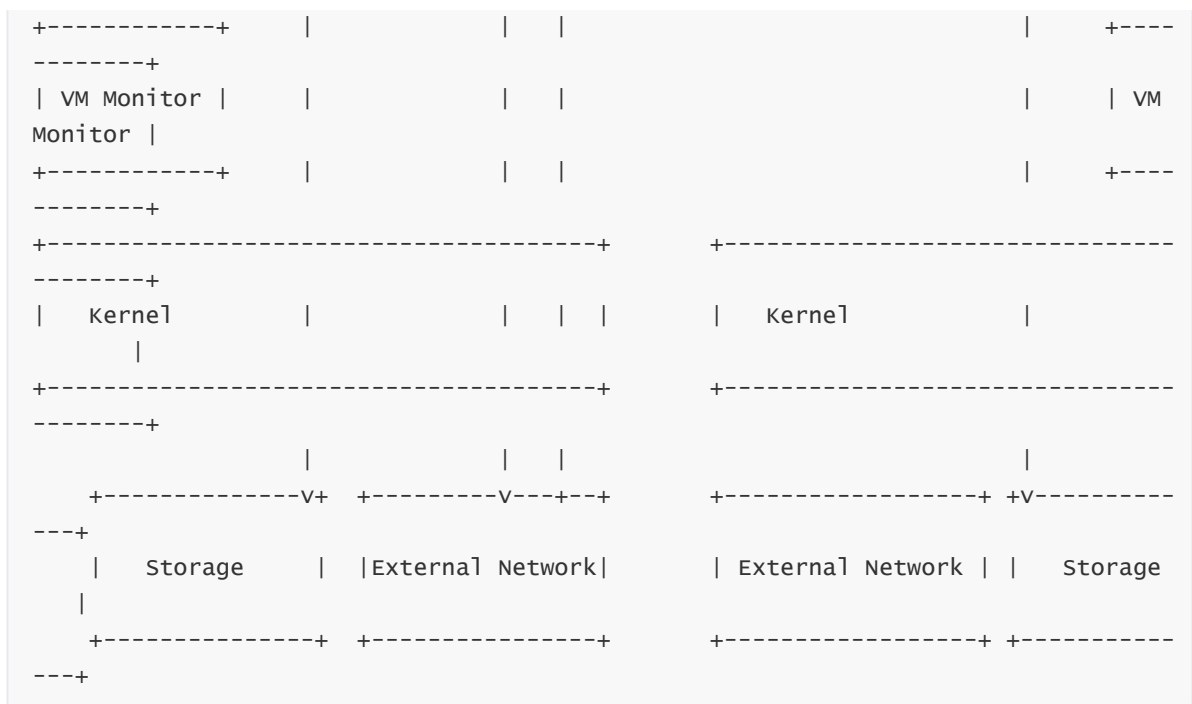 +------------+     |             |   |                                |     +----
--------+
| VM Monitor |     |             |   |                                |     | VM
Monitor |
+------------+     |             |   |                                |     +----
--------+
+---------------------------------------+       +--------------------------------
--------+
|   Kernel         |             |   |  |       |   Kernel            |
       |
+---------------------------------------+       +--------------------------------
--------+
                   |             |   |                                |
    +--------------v+  +---------v---+--+       +------------------+ +v-----------
---+
    |   Storage     |  |External Network|       | External Network | |   Storage
   |
    +---------------+  +----------------+       +------------------+ +-----------
---+